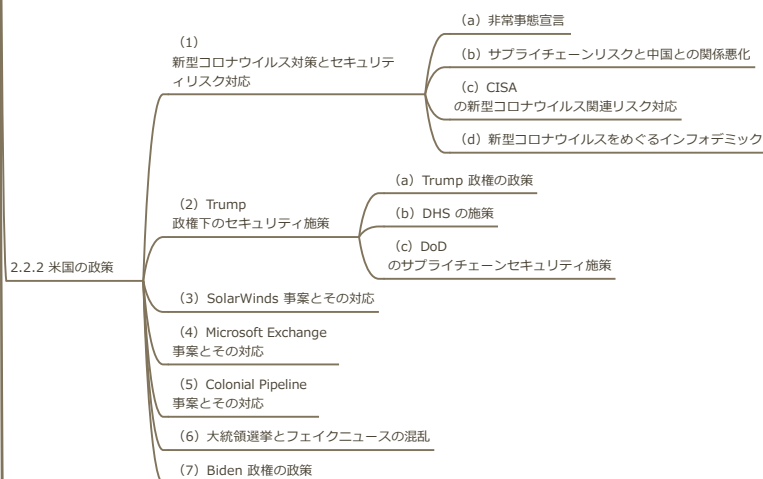 2.2.2 米国の政策
（1）
新型コロナウイルス対策とセキュリテ
ィリスク対応
（a）非常事態宣言
（b）サプライチェーンリスクと中国との関係悪化
（c）CISA
の新型コロナウイルス関連リスク対応
（d）新型コロナウイルスをめぐるインフォデミック
（2）Trump
政権下のセキュリティ施策
（a）Trump 政権の政策
（b）DHS の施策
（c）DoD
のサプライチェーンセキュリティ施策
（3）SolarWinds 事案とその対応
（4）Microsoft Exchange
事案とその対応
（5）Colonial Pipeline
事案とその対応
（6）大統領選挙とフェイクニュースの混乱
（7）Biden 政権の政策